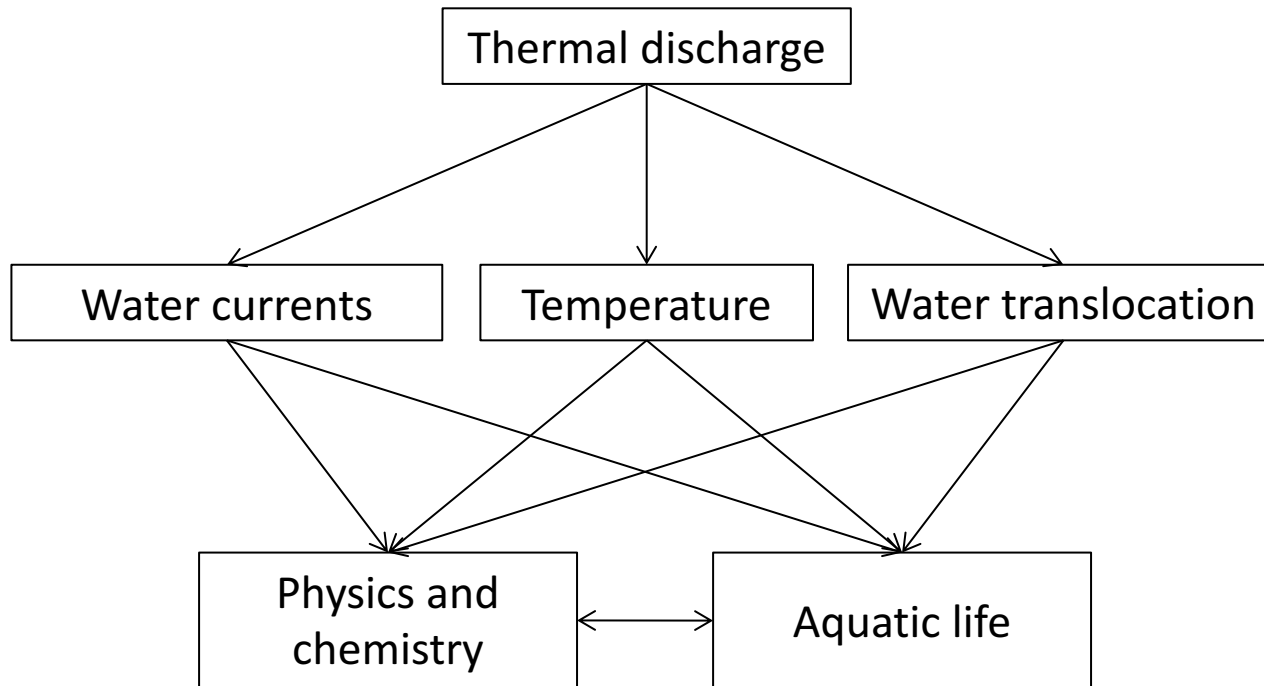 Thermal discharge
Water currents
Temperature
Water translocation
Physics and
chemistry
Aquatic life